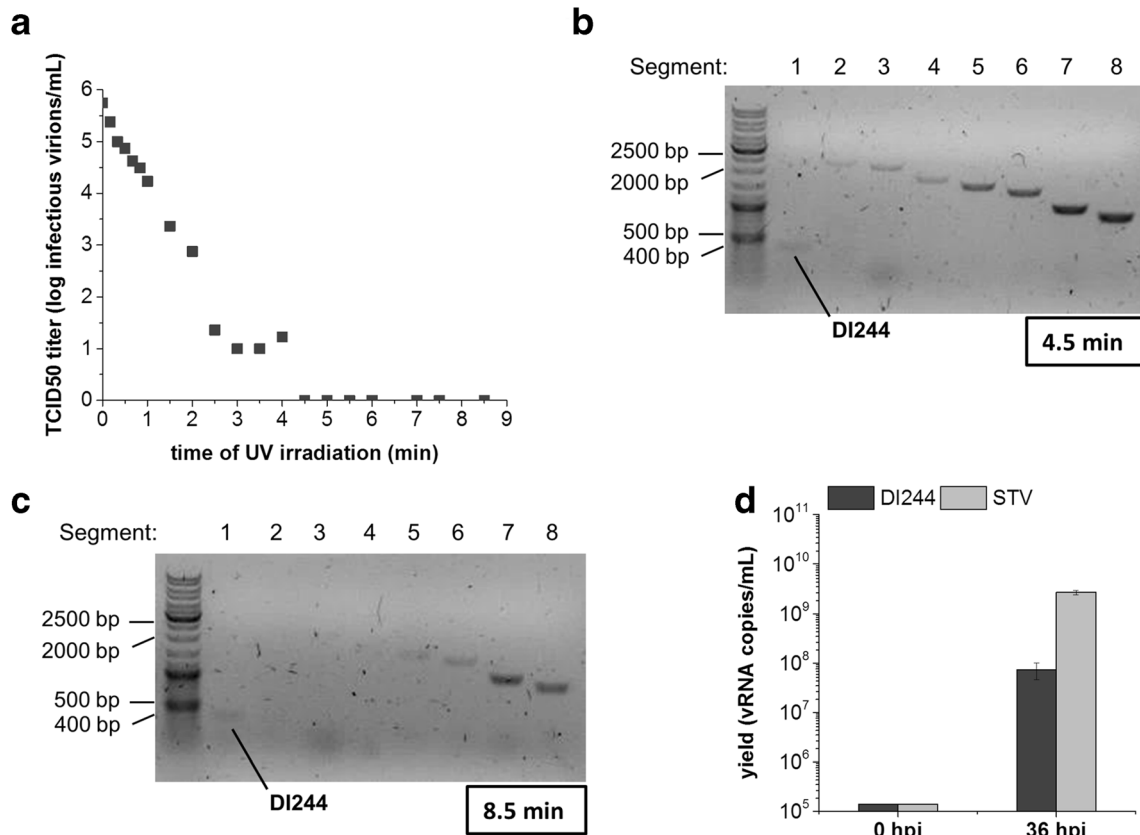 a
TCID50 titer (log infectious virions/mL)
6
5
4
3
2
1
0
0 1 2 3 4 5 6 7 8 9
time of UV irradiation (min)
b
Segment: 1 2 3 4 5 6 7 8
2500 bp
2000 bp
500 bp
400 bp
DI244
4.5 min
c
Segment: 1 2 3 4 5 6 7 8
2500 bp
2000 bp
500 bp
400 bp
DI244
8.5 min
d
DI244 STV
yield (vRNA copies/mL)
10¹¹
10¹⁰
10⁹
10⁸
10⁷
10⁶
10⁵
0 hpi 36 hpi